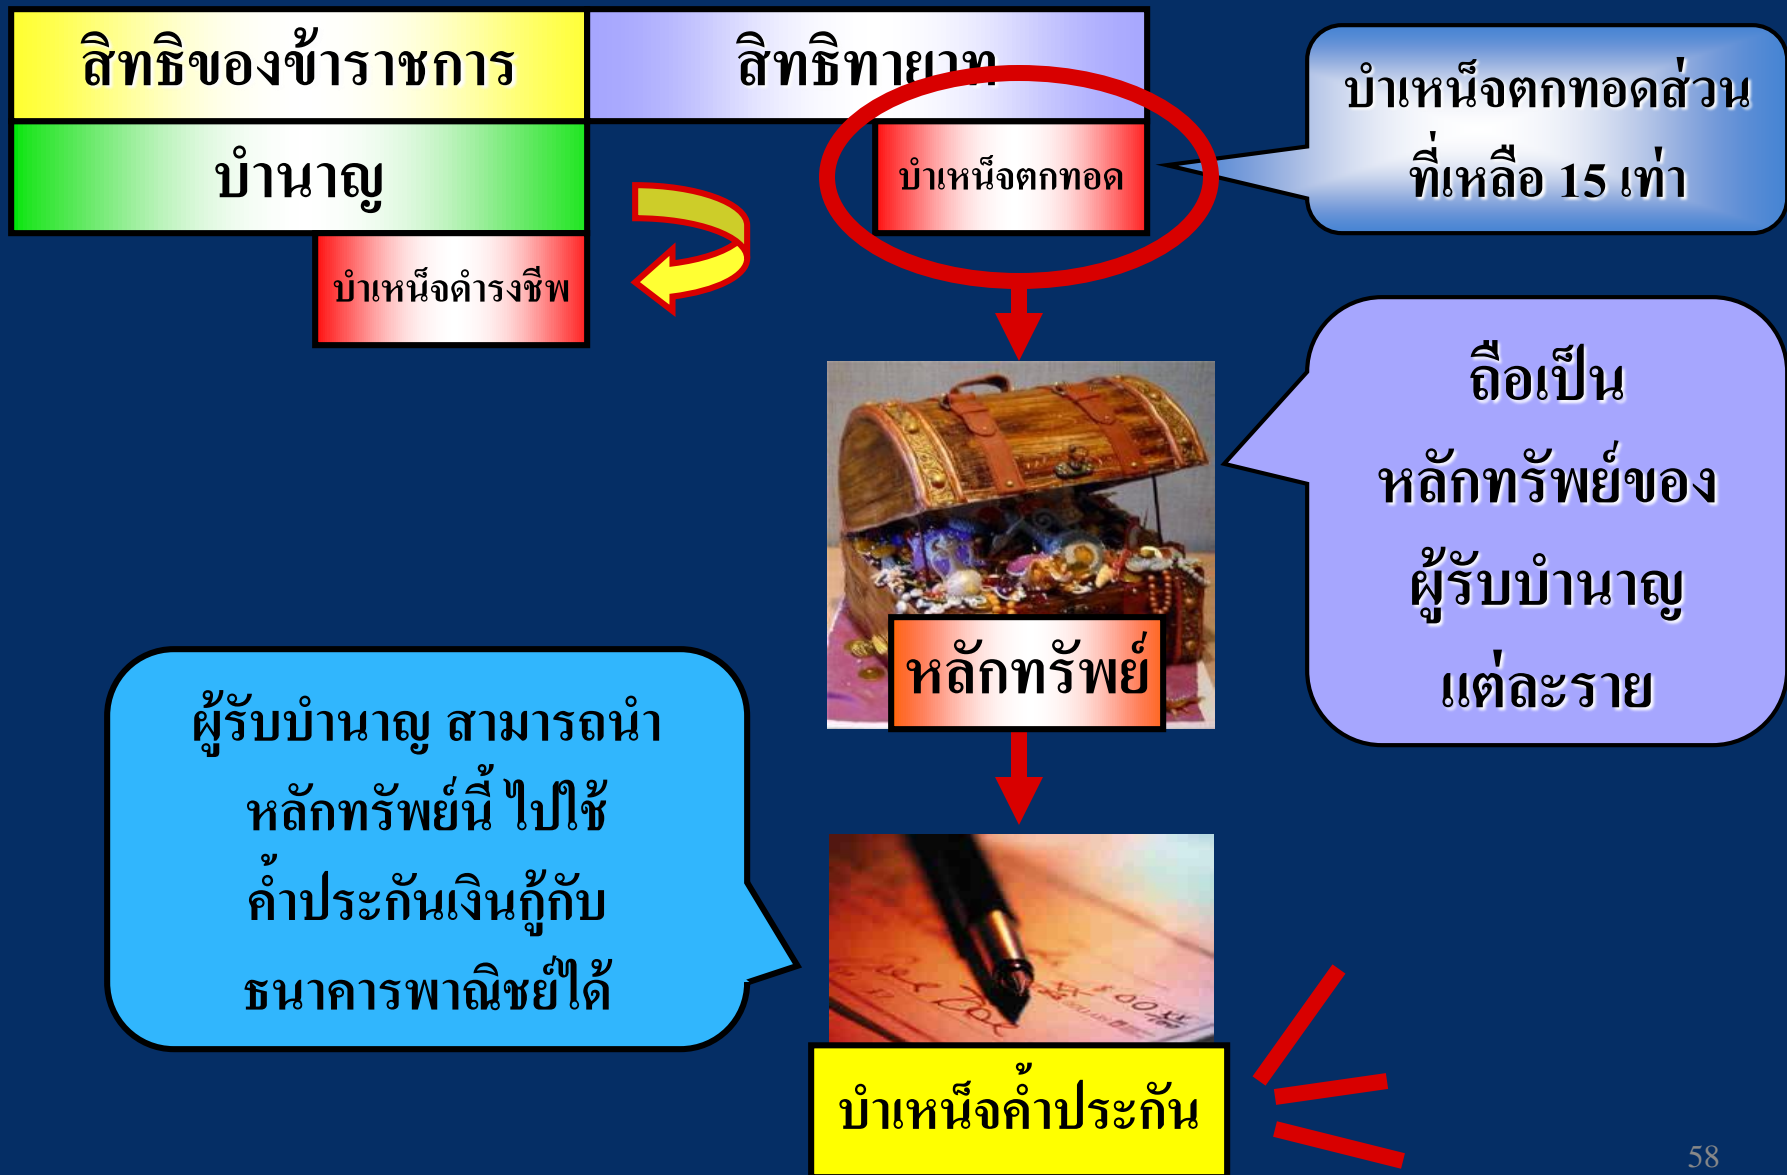 สิทธิของข้าราชการ
สิทธิทายาท
บำนาญ
บำเหน็จตกทอด
บำเหน็จดำรงชีพ
บำเหน็จตกทอดส่วน
ที่เหลือ 15 เท่า
ถือเป็น
หลักทรัพย์ของ
ผู้รับบำนาญ
แต่ละราย
หลักทรัพย์
ผู้รับบำนาญ สามารถนำ
หลักทรัพย์นี้ ไปใช้
ค้ำประกันเงินกู้กับ
ธนาคารพาณิชย์ได้
บำเหน็จค้ำประกัน
58